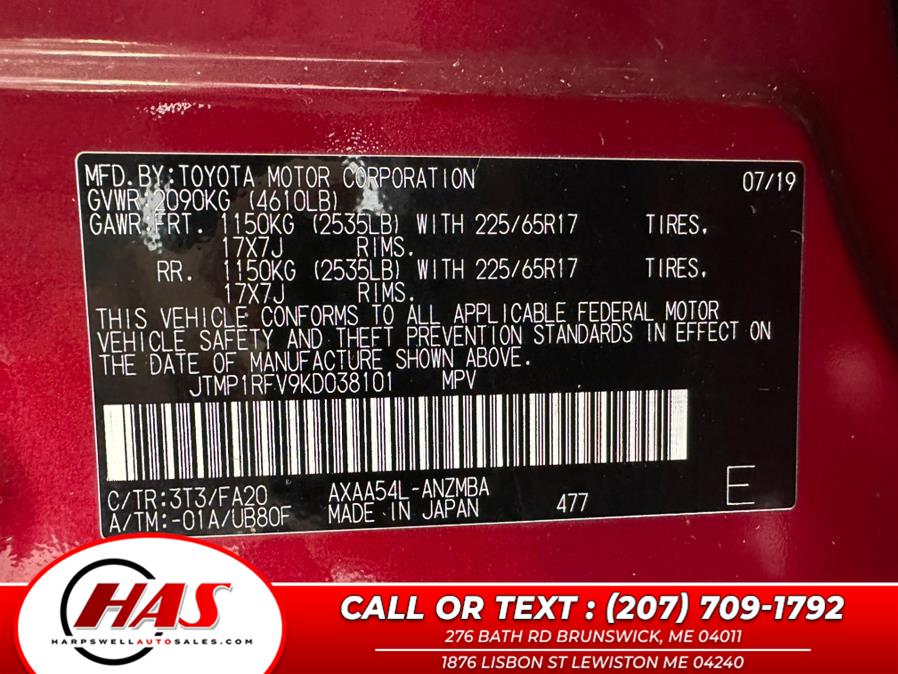 MFD. BY: TOYOTA MOTOR CORPORATION 07/19
GVWR: 2090KG (4610LB)
GAWR: FRT. 1150KG (2535LB) WITH 225/65R17 TIRES,
17X7J RIMS.
RR. 1150KG (2535LB) WITH 225/65R17 TIRES,
17X7J RIMS.
THIS VEHICLE CONFORMS TO ALL APPLICABLE FEDERAL MOTOR
VEHICLE SAFETY AND THEFT PREVENTION STANDARDS IN EFFECT ON
THE DATE OF MANUFACTURE SHOWN ABOVE.
JTMP1RFV9KD038101 MPV
C/TR:3T3/FA20 AXAA54L-ANZMBA
A/TM:-01A/UB80F MADE IN JAPAN 477 E
HAS
HARPSWELLAUTOSALES.COM
CALL OR TEXT : (207) 709-1792
276 BATH RD BRUNSWICK, ME 04011
1876 LISBON ST LEWISTON ME 04240